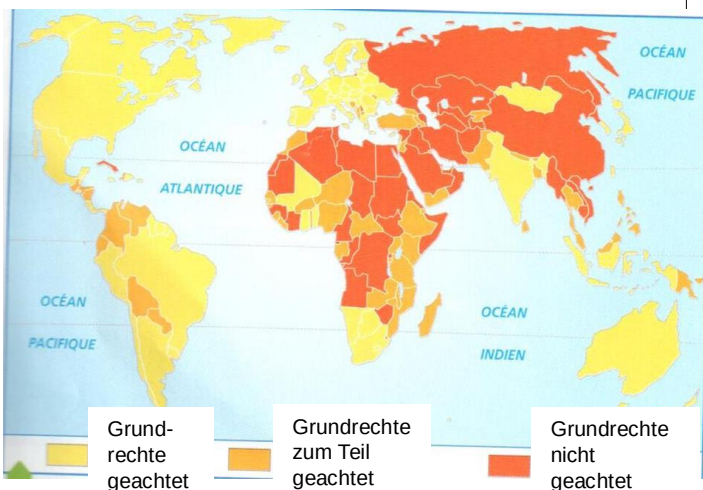 OCÉAN
PACIFIQUE
OCÉAN
ATLANTIQUE
OCÉAN
PACIFIQUE
OCÉAN
INDIEN
Grund-
rechte
geachtet
Grundrechte
zum Teil
geachtet
Grundrechte
nicht
geachtet